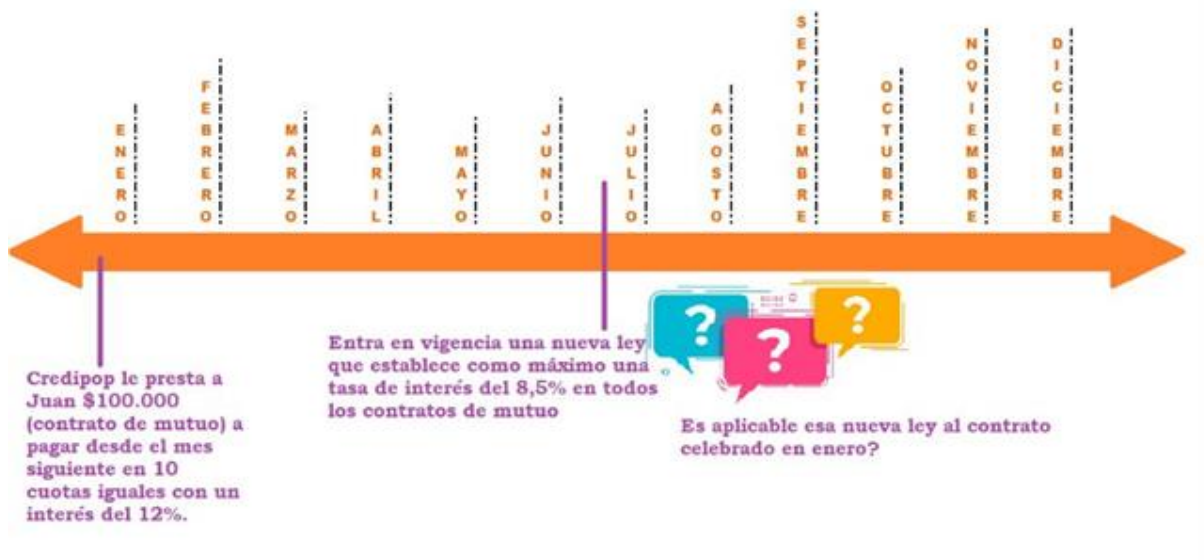 ENERO
FEBRERO
MARZO
ABRIL
MAYO
JUNIO
JULIO
AGOSTO
SEPTIEMBRE
OCTUBRE
NOVIEMBRE
DICIEMBRE
Credipop le presta a
Juan $100.000
(contrato de mutuo) a
pagar desde el mes
siguiente en 10
cuotas iguales con un
interés del 12%.
Entra en vigencia una nueva ley
que establece como máximo una
tasa de interés del 8,5% en todos
los contratos de mutuo
?
?
?
Es aplicable esa nueva ley al contrato
celebrado en enero?